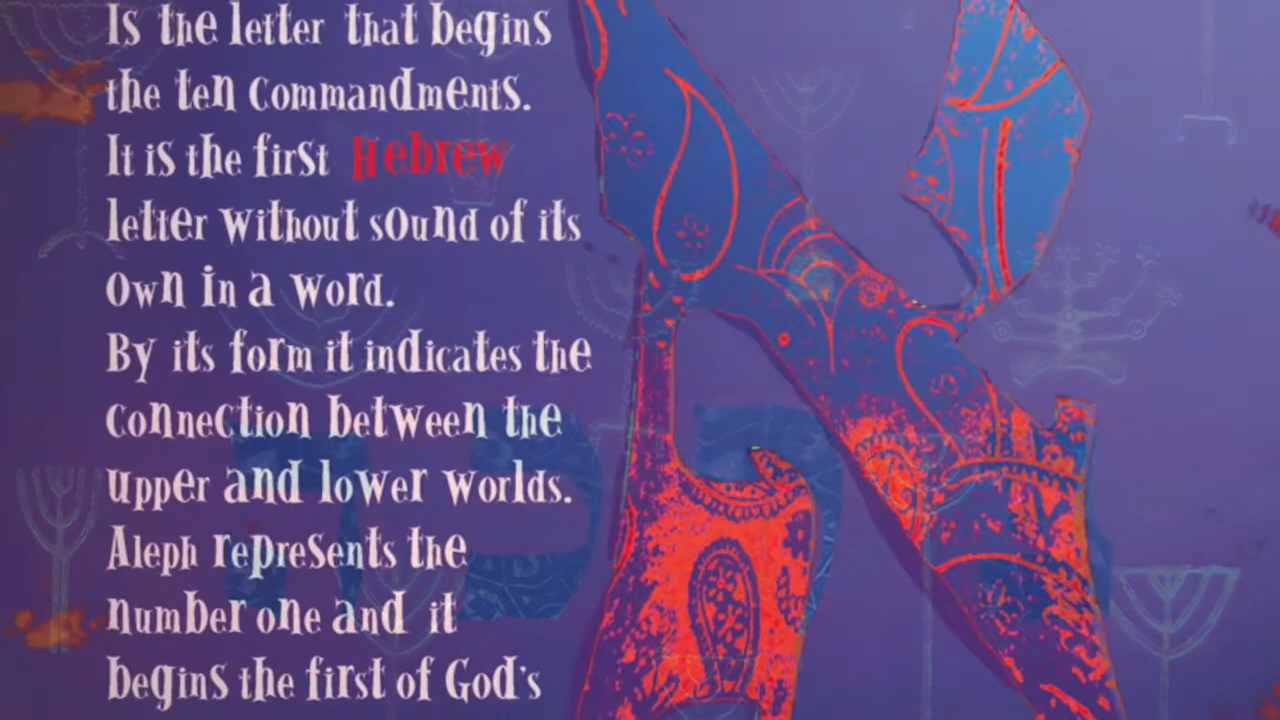 Is the letter that begins
the ten commandments.
It is the first Hebrew
letter without sound of its
own in a word.
By its form it indicates the
connection between the
upper and lower worlds.
Aleph represents the
number one and it
begins the first of God's
א